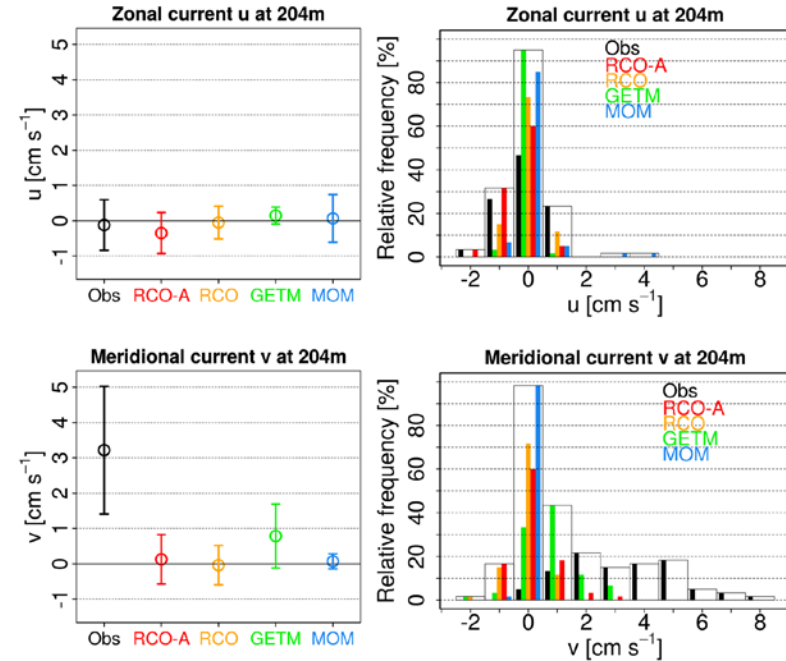 Zonal current u at 204m
u [cm s⁻¹]
5
4
3
2
1
0
-1
Obs RCO-A RCO GETM MOM
Zonal current u at 204m
Relative frequency [%]
80
60
40
20
0
Obs
RCO-A
RCO
GETM
MOM
-2 0 2 4 6 8
u [cm s⁻¹]
Meridional current v at 204m
v [cm s⁻¹]
5
4
3
2
1
0
-1
Obs RCO-A RCO GETM MOM
Meridional current v at 204m
Relative frequency [%]
80
60
40
20
0
Obs
RCO-A
RCO
GETM
MOM
-2 0 2 4 6 8
v [cm s⁻¹]